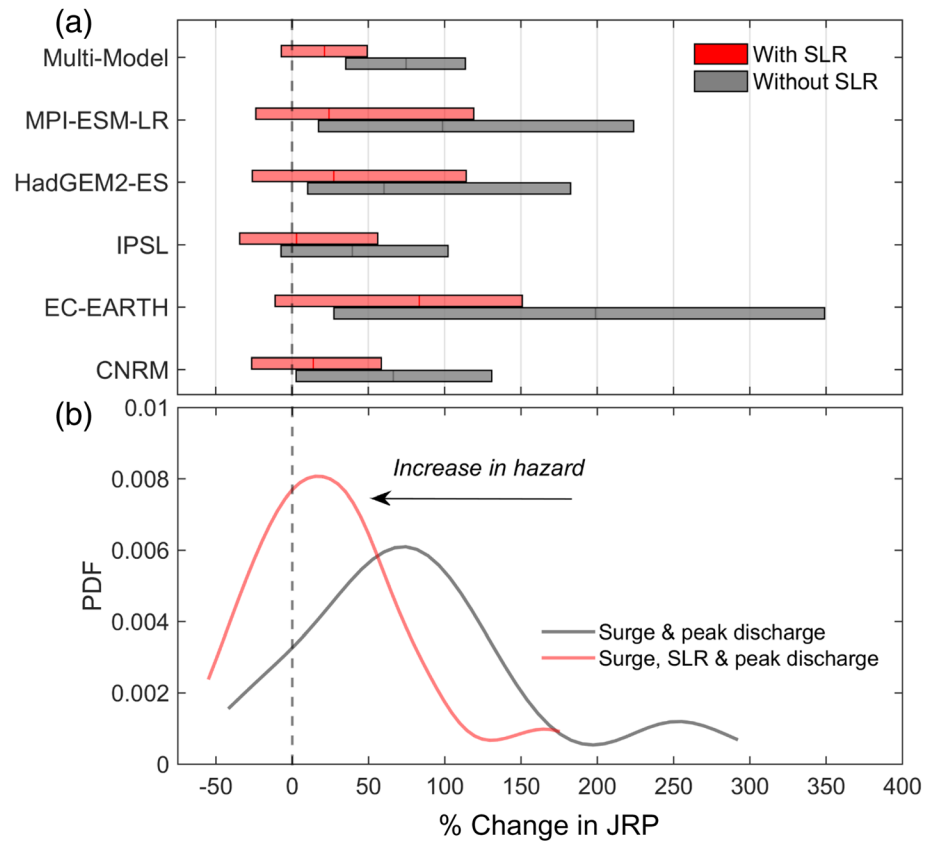 (a)
Multi-Model
MPI-ESM-LR
HadGEM2-ES
IPSL
EC-EARTH
CNRM
With SLR
Without SLR
(b)
0.01
0.008
0.006
0.004
0.002
0
PDF
Increase in hazard
Surge & peak discharge
Surge, SLR & peak discharge
-50 0 50 100 150 200 250 300 350 400
% Change in JRP